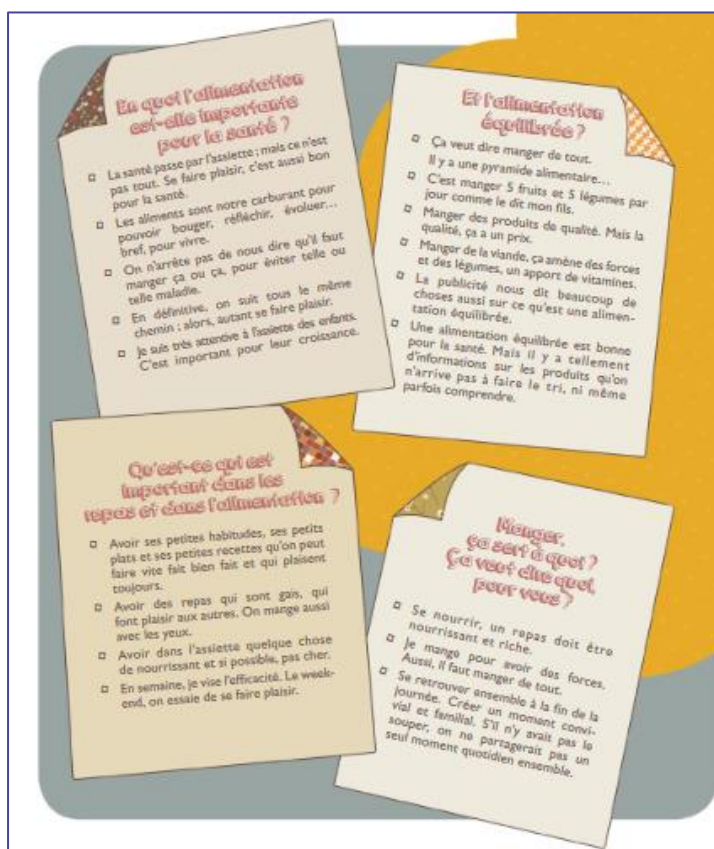 En quoi l'alimentation
est-elle importante
pour la santé ?
La santé passe par l'assiette ; mais ce n'est
pas tout. Se faire plaisir, c'est aussi bon
pour la santé.
Les aliments sont notre carburant pour
pouvoir bouger, réfléchir, évoluer...
bref, pour vivre.
On n'arrête pas de nous dire qu'il faut
manger ça ou ça, pour éviter telle ou
telle maladie.
En définitive, on suit tous le même
chemin ; alors, autant se faire plaisir.
Je suis très attentive à l'assiette des enfants.
C'est important pour leur croissance.
Et l'alimentation
équilibrée ?
Ça veut dire manger de tout.
Il y a une pyramide alimentaire...
C'est manger 5 fruits et 5 légumes par
jour comme le dit mon fils.
Manger des produits de qualité. Mais la
qualité, ça a un prix.
Manger de la viande, ça amène des forces
et des légumes, un apport de vitamines.
La publicité nous dit beaucoup de
choses aussi sur ce qu'est une alimen-
tation équilibrée.
Une alimentation équilibrée est bonne
pour la santé. Mais il y a tellement
d'informations sur les produits qu'on
n'arrive pas à faire le tri, ni même
parfois comprendre.
Qu'est-ce qui est
important dans les
repas et dans l'alimentation ?
Avoir ses petites habitudes, ses petits
plats et ses petites recettes qu'on peut
faire vite fait bien fait et qui plaisent
toujours.
Avoir des repas qui sont gais, qui
font plaisir aux autres. On mange aussi
avec les yeux.
Avoir dans l'assiette quelque chose
de nourrissant et si possible, pas cher.
En semaine, je vise l'efficacité. Le week-
end, on essaie de se faire plaisir.
Manger,
ça sert à quoi ?
Ça veut dire quoi,
pour vous ?
Se nourrir, un repas doit être
nourrissant et riche.
Je mange pour avoir des forces.
Aussi, il faut manger de tout.
Se retrouver ensemble à la fin de la
journée. Créer un moment convi-
vial et familial. S'il n'y avait pas le
souper, on ne partagerait pas un
seul moment quotidien ensemble.